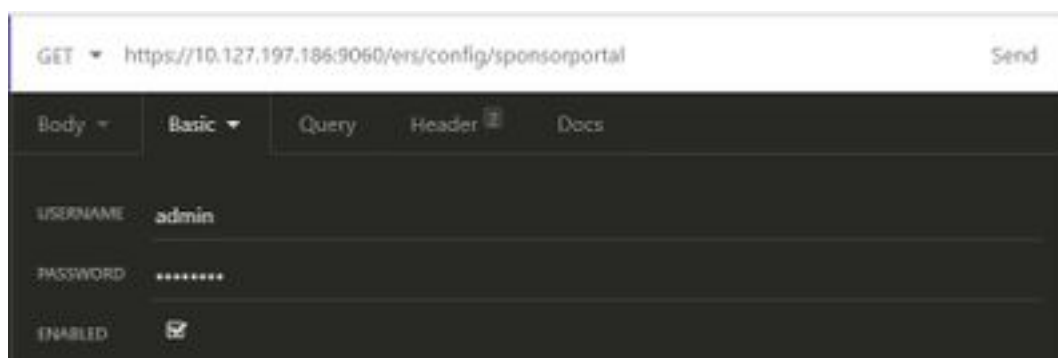 GET https://10.127.197.186:9060/ers/config/sponsorportal Send
Body Basic Query Header 2 Docs
USERNAME admin
PASSWORD ••••••••
ENABLED